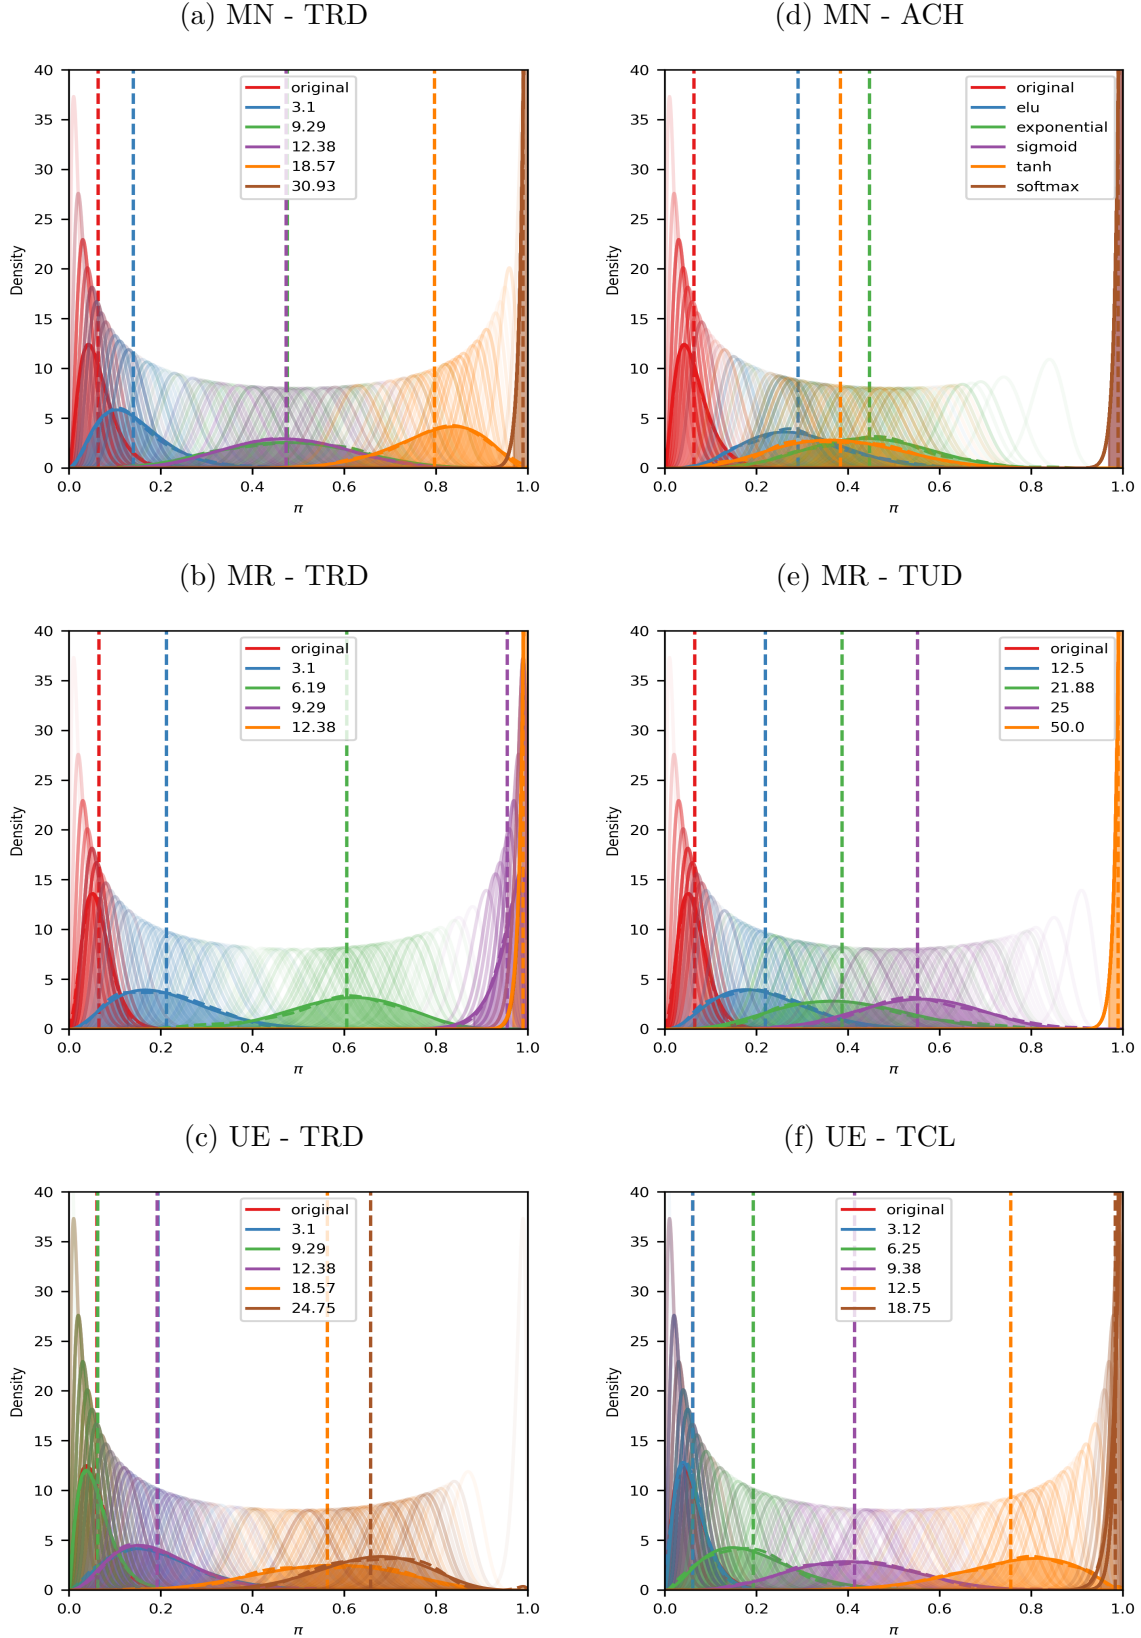 (a) MN - TRD
40
35
30
25
20
15
10
5
0
Density
original
3.1
9.29
12.38
18.57
30.93
0.0 0.2 0.4 0.6 0.8 1.0
π
(d) MN - ACH
40
35
30
25
20
15
10
5
0
Density
original
elu
exponential
sigmoid
tanh
softmax
0.0 0.2 0.4 0.6 0.8 1.0
π
(b) MR - TRD
40
35
30
25
20
15
10
5
0
Density
original
3.1
6.19
9.29
12.38
0.0 0.2 0.4 0.6 0.8 1.0
π
(e) MR - TUD
40
35
30
25
20
15
10
5
0
Density
original
12.5
21.88
25
50.0
0.0 0.2 0.4 0.6 0.8 1.0
π
(c) UE - TRD
40
35
30
25
20
15
10
5
0
Density
original
3.1
9.29
12.38
18.57
24.75
0.0 0.2 0.4 0.6 0.8 1.0
π
(f) UE - TCL
40
35
30
25
20
15
10
5
0
Density
original
3.12
6.25
9.38
12.5
18.75
0.0 0.2 0.4 0.6 0.8 1.0
π